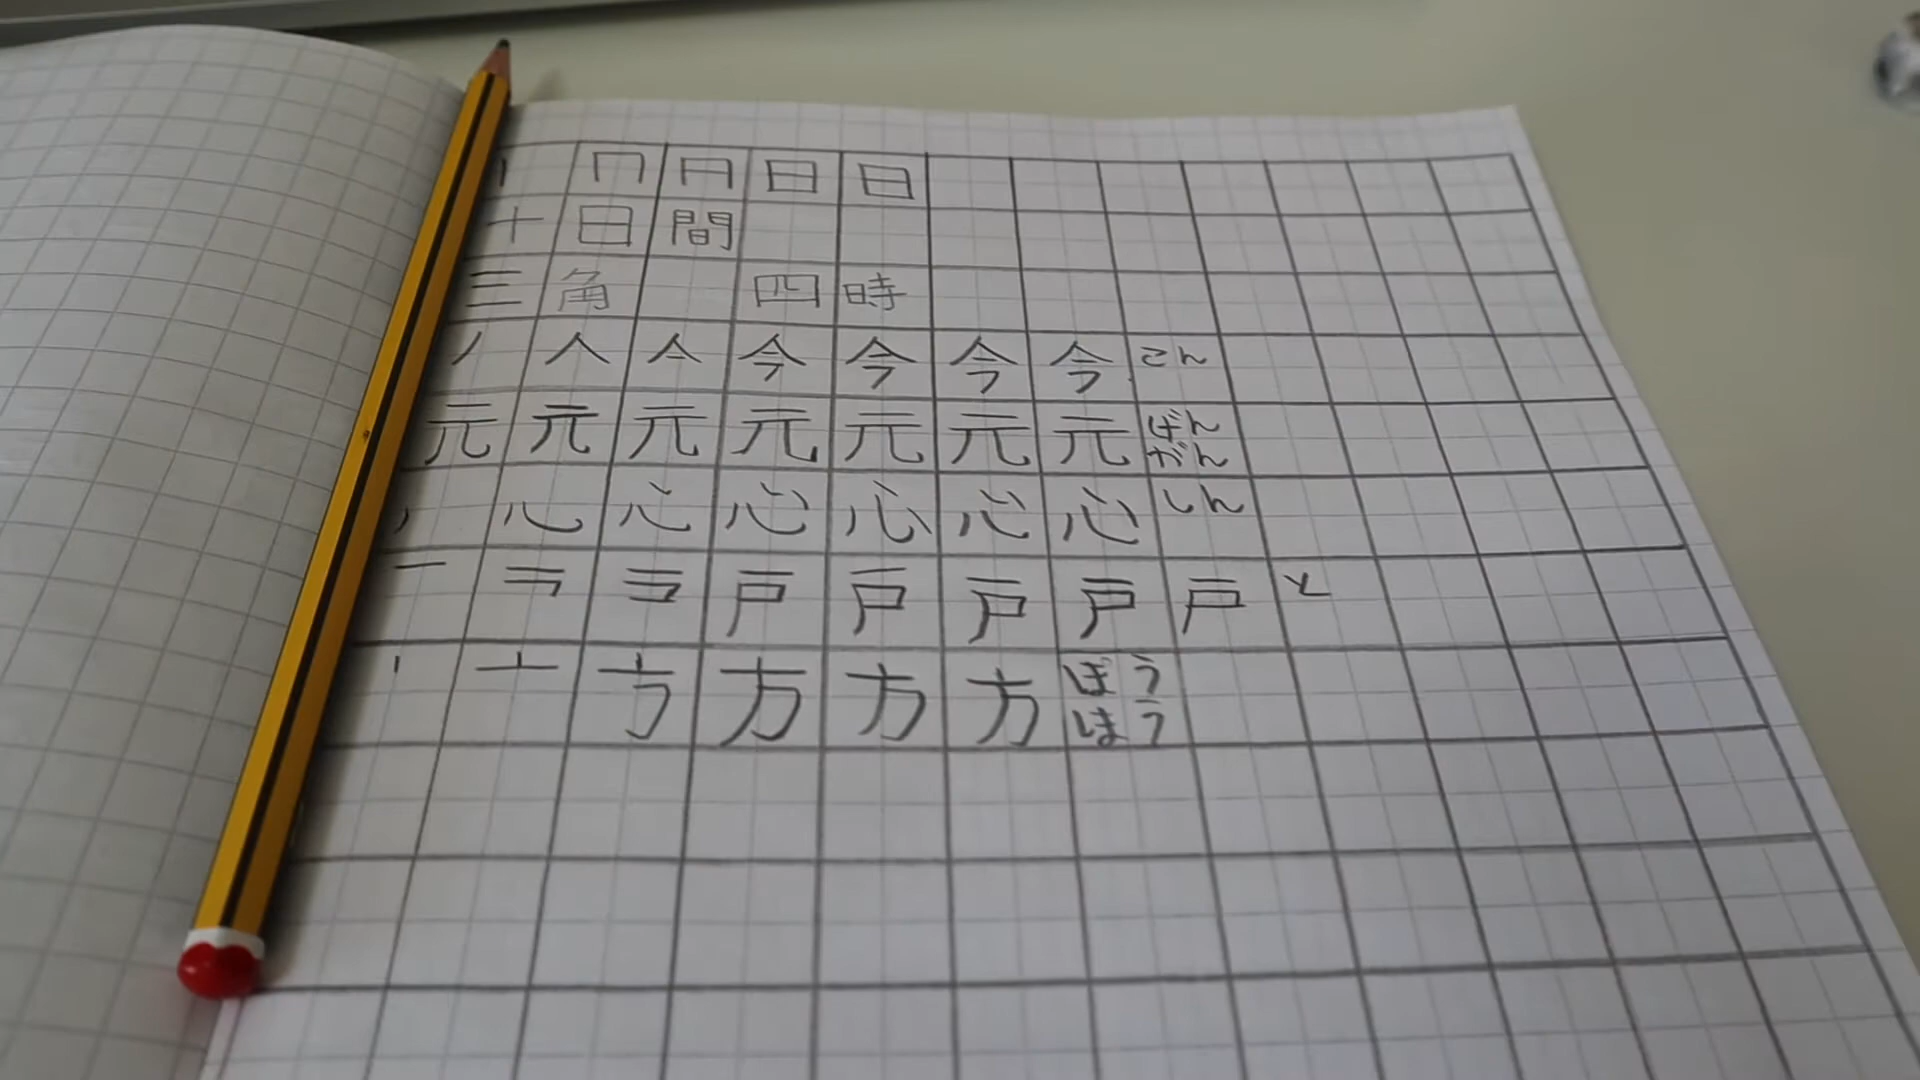 丨 冂 日 日 日
十 日 間
三 角 四 時
ノ 人 亼 今 今 今 今 こん
元 元 元 元 元 元 元 げん
がん
心 心 心 心 心 心 しん
一 戸 戸 戸 戸 戸 と
丶 亠 方 方 方 方 ぼう
ほう